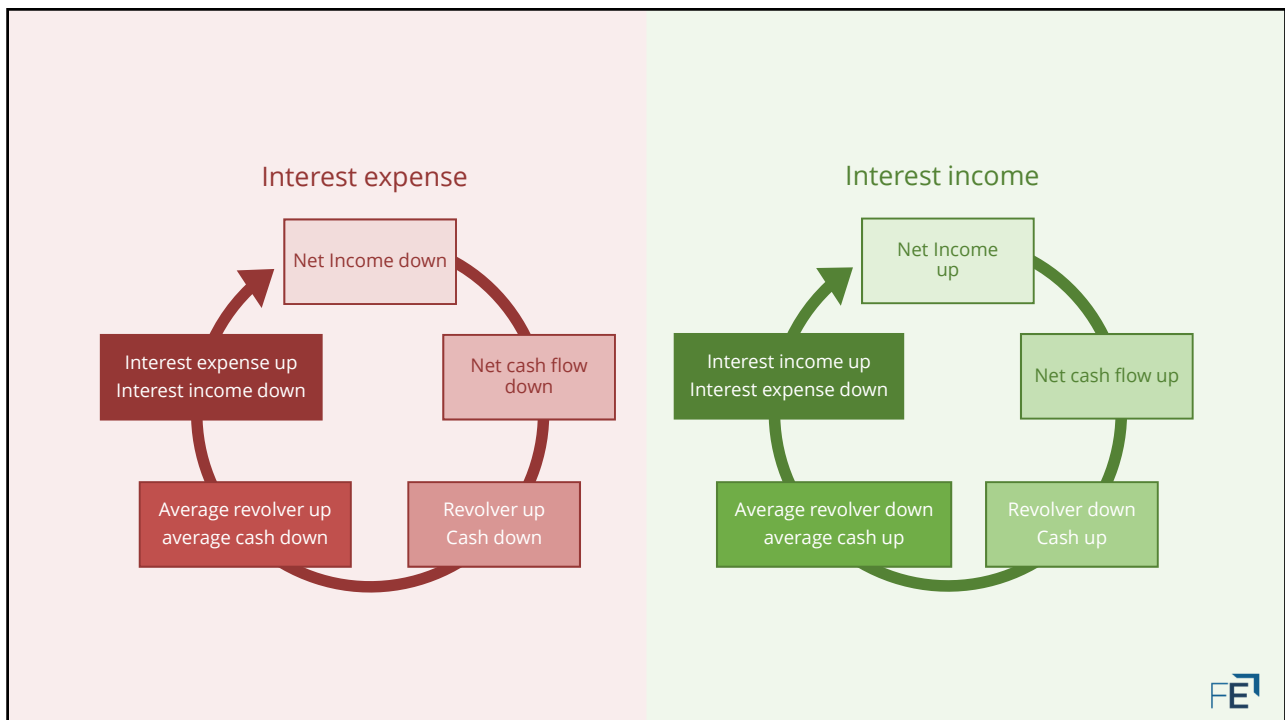 Interest expense
Net Income down
Net cash flow
down
Revolver up
Cash down
Average revolver up
average cash down
Interest expense up
Interest income down
Interest income
Net Income
up
Net cash flow up
Revolver down
Cash up
Average revolver down
average cash up
Interest income up
Interest expense down
FE